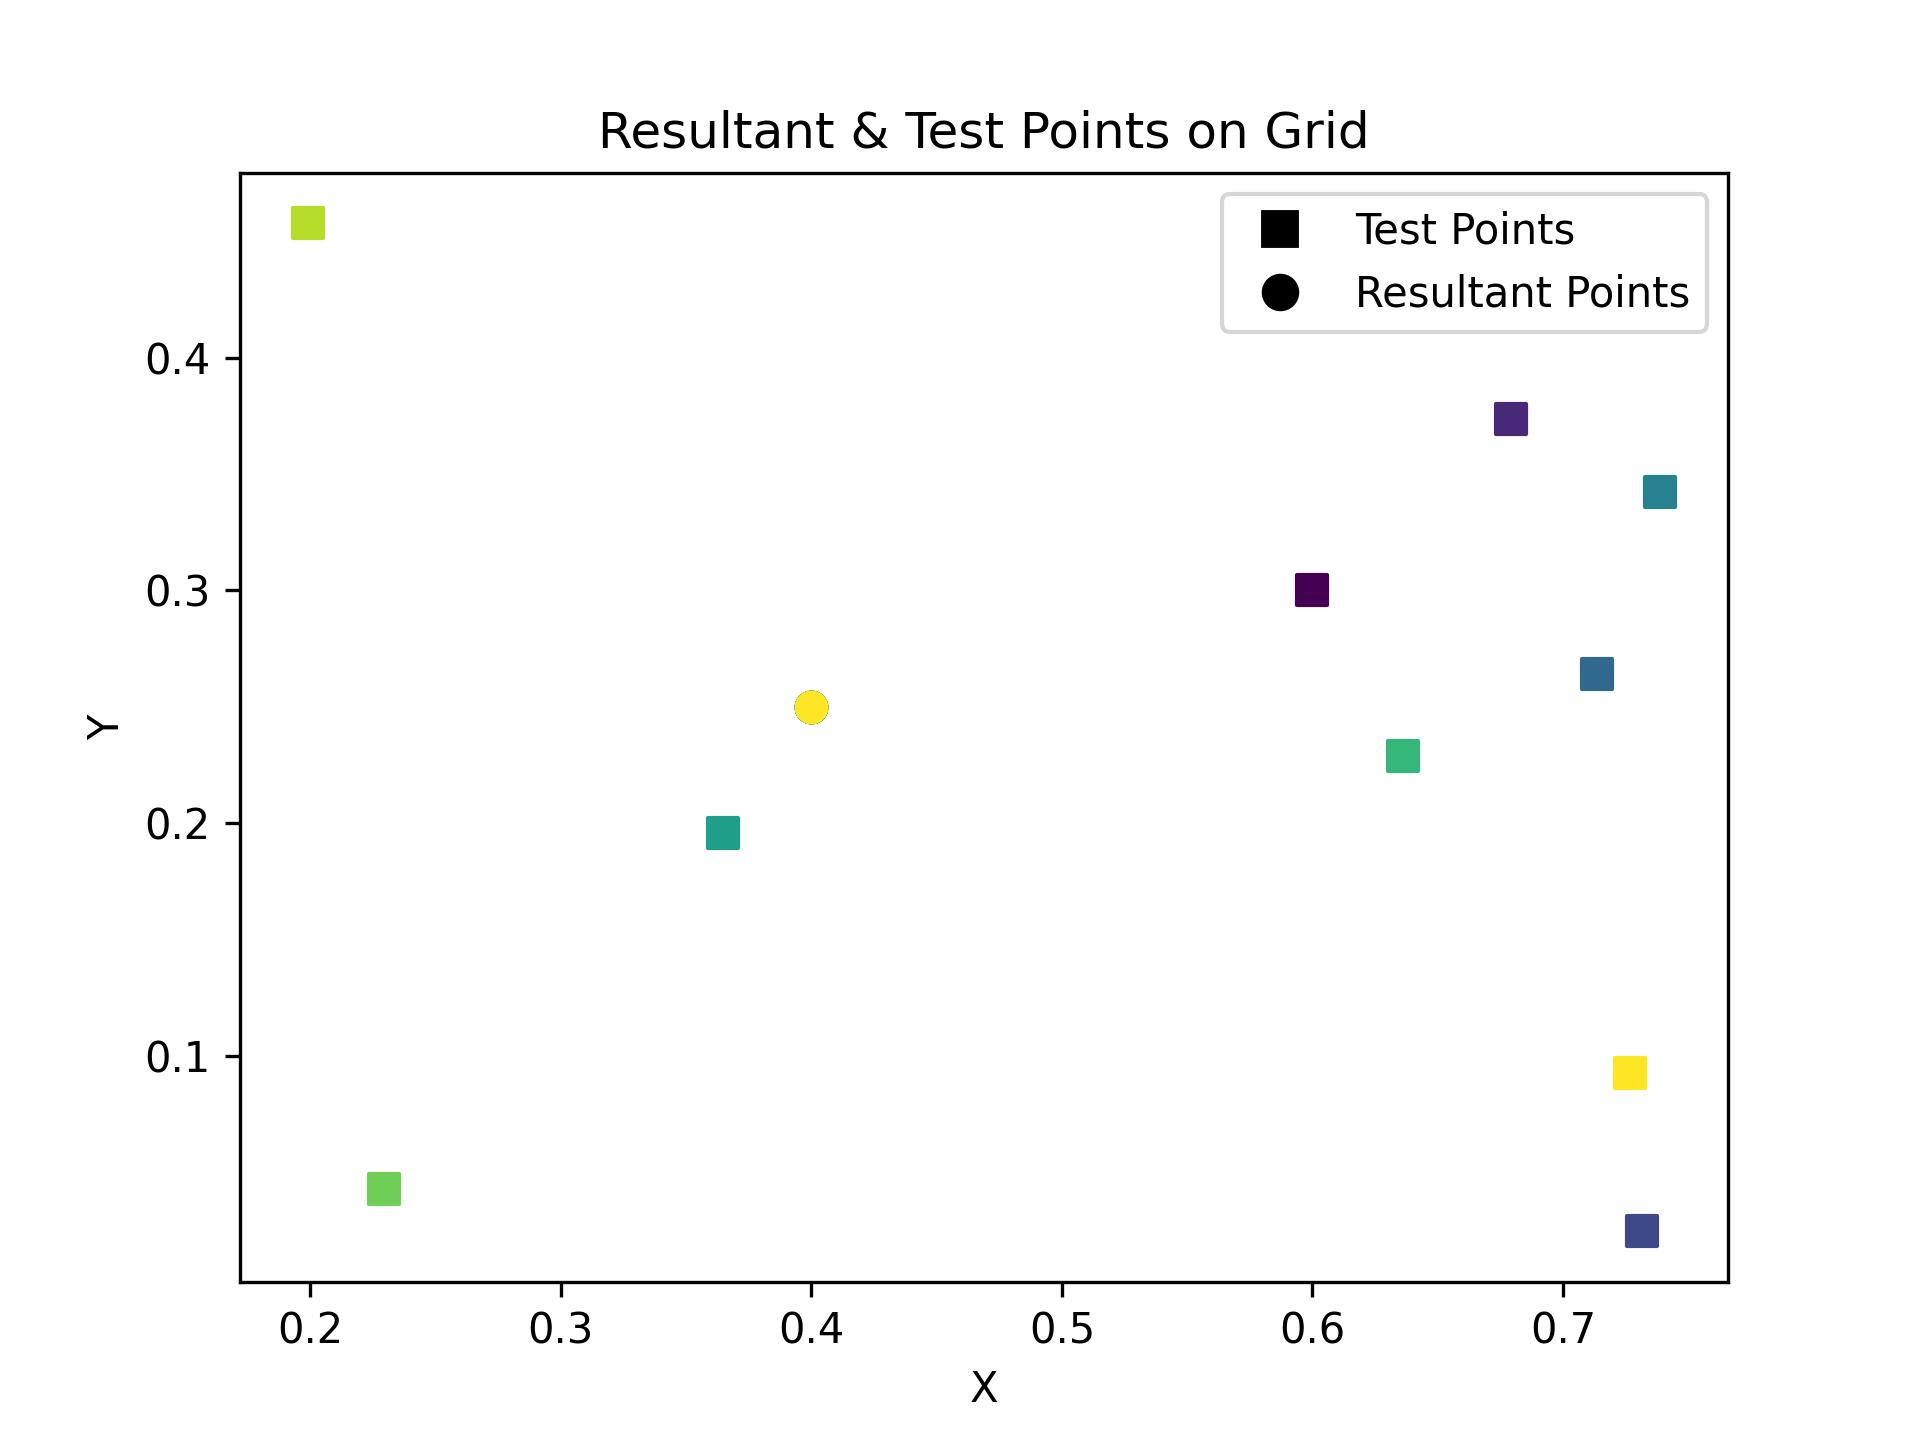 Resultant & Test Points on Grid
Test Points
Resultant Points
0.4
0.3
0.2
0.1
Y
0.2 0.3 0.4 0.5 0.6 0.7
X